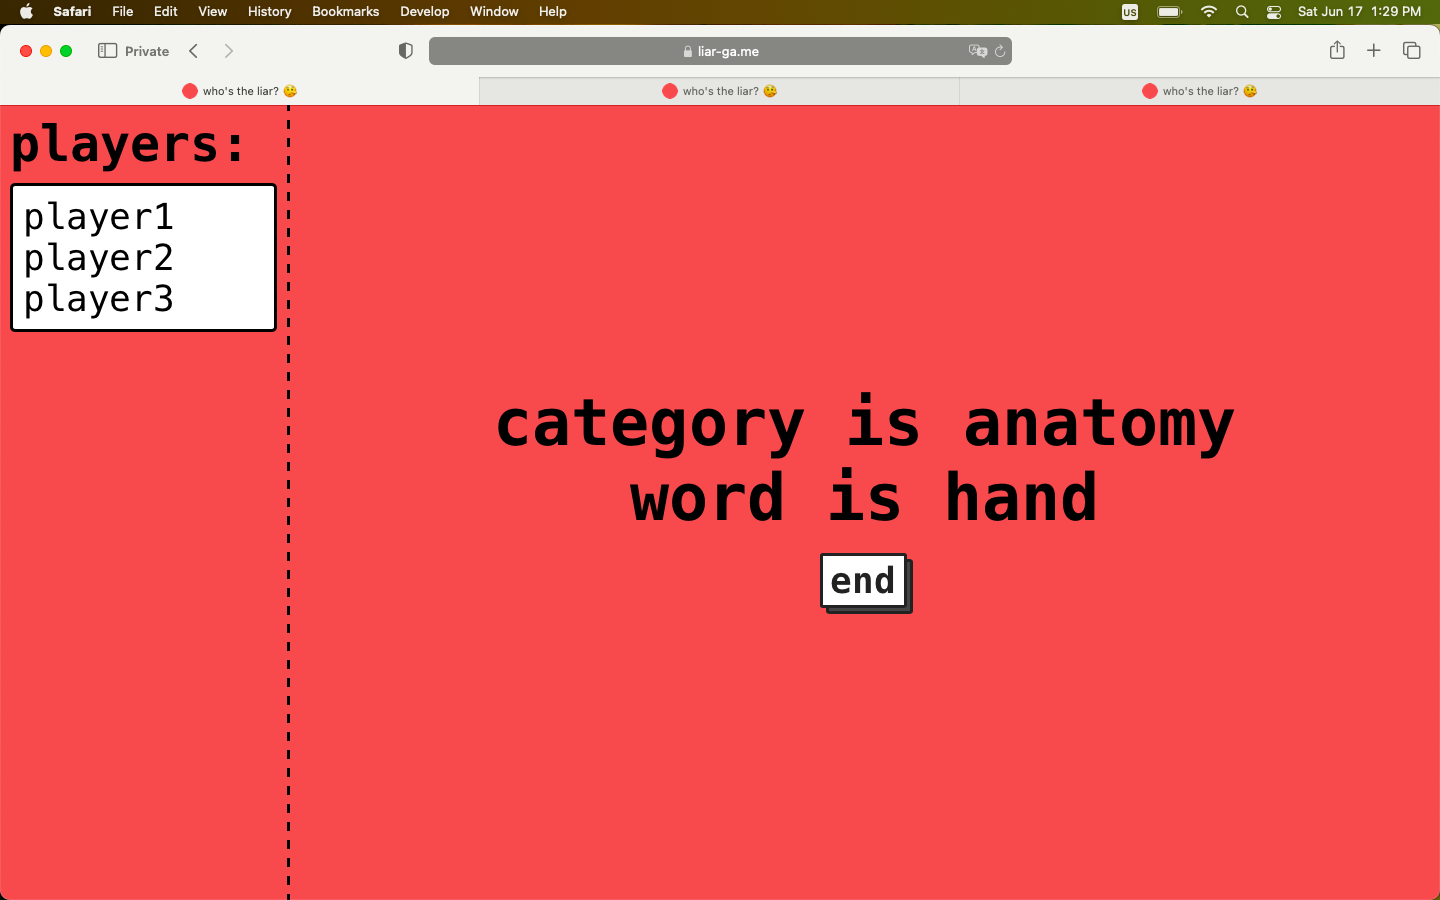 Safari File Edit View History Bookmarks Develop Window Help
US
Sat Jun 17 1:29 PM
Private
liar-ga.me
who's the liar? 🤥
who's the liar? 🤥
who's the liar? 🤥
players:
player1
player2
player3
category is anatomy
word is hand
end